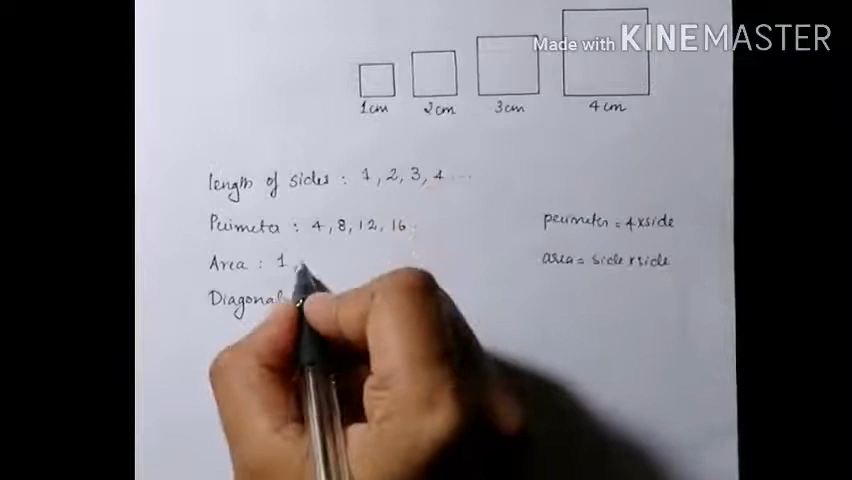 Made with KINEMASTER
1cm 2cm 3cm 4cm
length of sides : 1, 2, 3, 4 ....
Perimeter : 4, 8, 12, 16 perimeter = 4xside
Area : 1, area = side x side
Diagonal